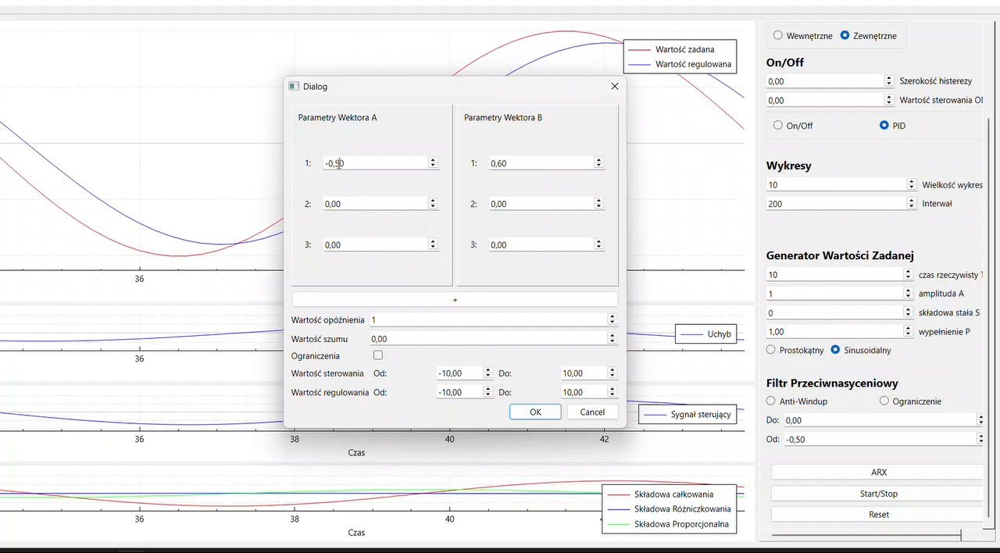 Wartość zadana
Wartość regulowana
36
38
40
42
36
Uchyb
36
38
40
42
Sygnał sterujący
Czas
36
38
40
Składowa całkowania
Składowa Różniczkowania
Składowa Proporcjonalna
Czas
Dialog
Parametry Wektora A
1: -0,50
2: 0,00
3: 0,00
Parametry Wektora B
1: 0,60
2: 0,00
3: 0,00
+
Wartość opóźnienia 1
Wartość szumu 0,00
Ograniczenia
Wartość sterowania Od: -10,00 Do: 10,00
Wartość regulowania Od: -10,00 Do: 10,00
OK Cancel
Wewnętrzne Zewnętrzne
On/Off
0,00 Szerokość histerezy
0,00 Wartość sterowania
On/Off PID
Wykresy
10 Wielkość wykres
200 Interwał
Generator Wartości Zadanej
10 czas rzeczywisty T
1 amplituda A
0 składowa stała S
1,00 wypełnienie P
Prostokątny Sinusoidalny
Filtr Przeciwnasyceniowy
Anti-Windup Ograniczenie
Do: 0,00
Od: -0,50
ARX
Start/Stop
Reset